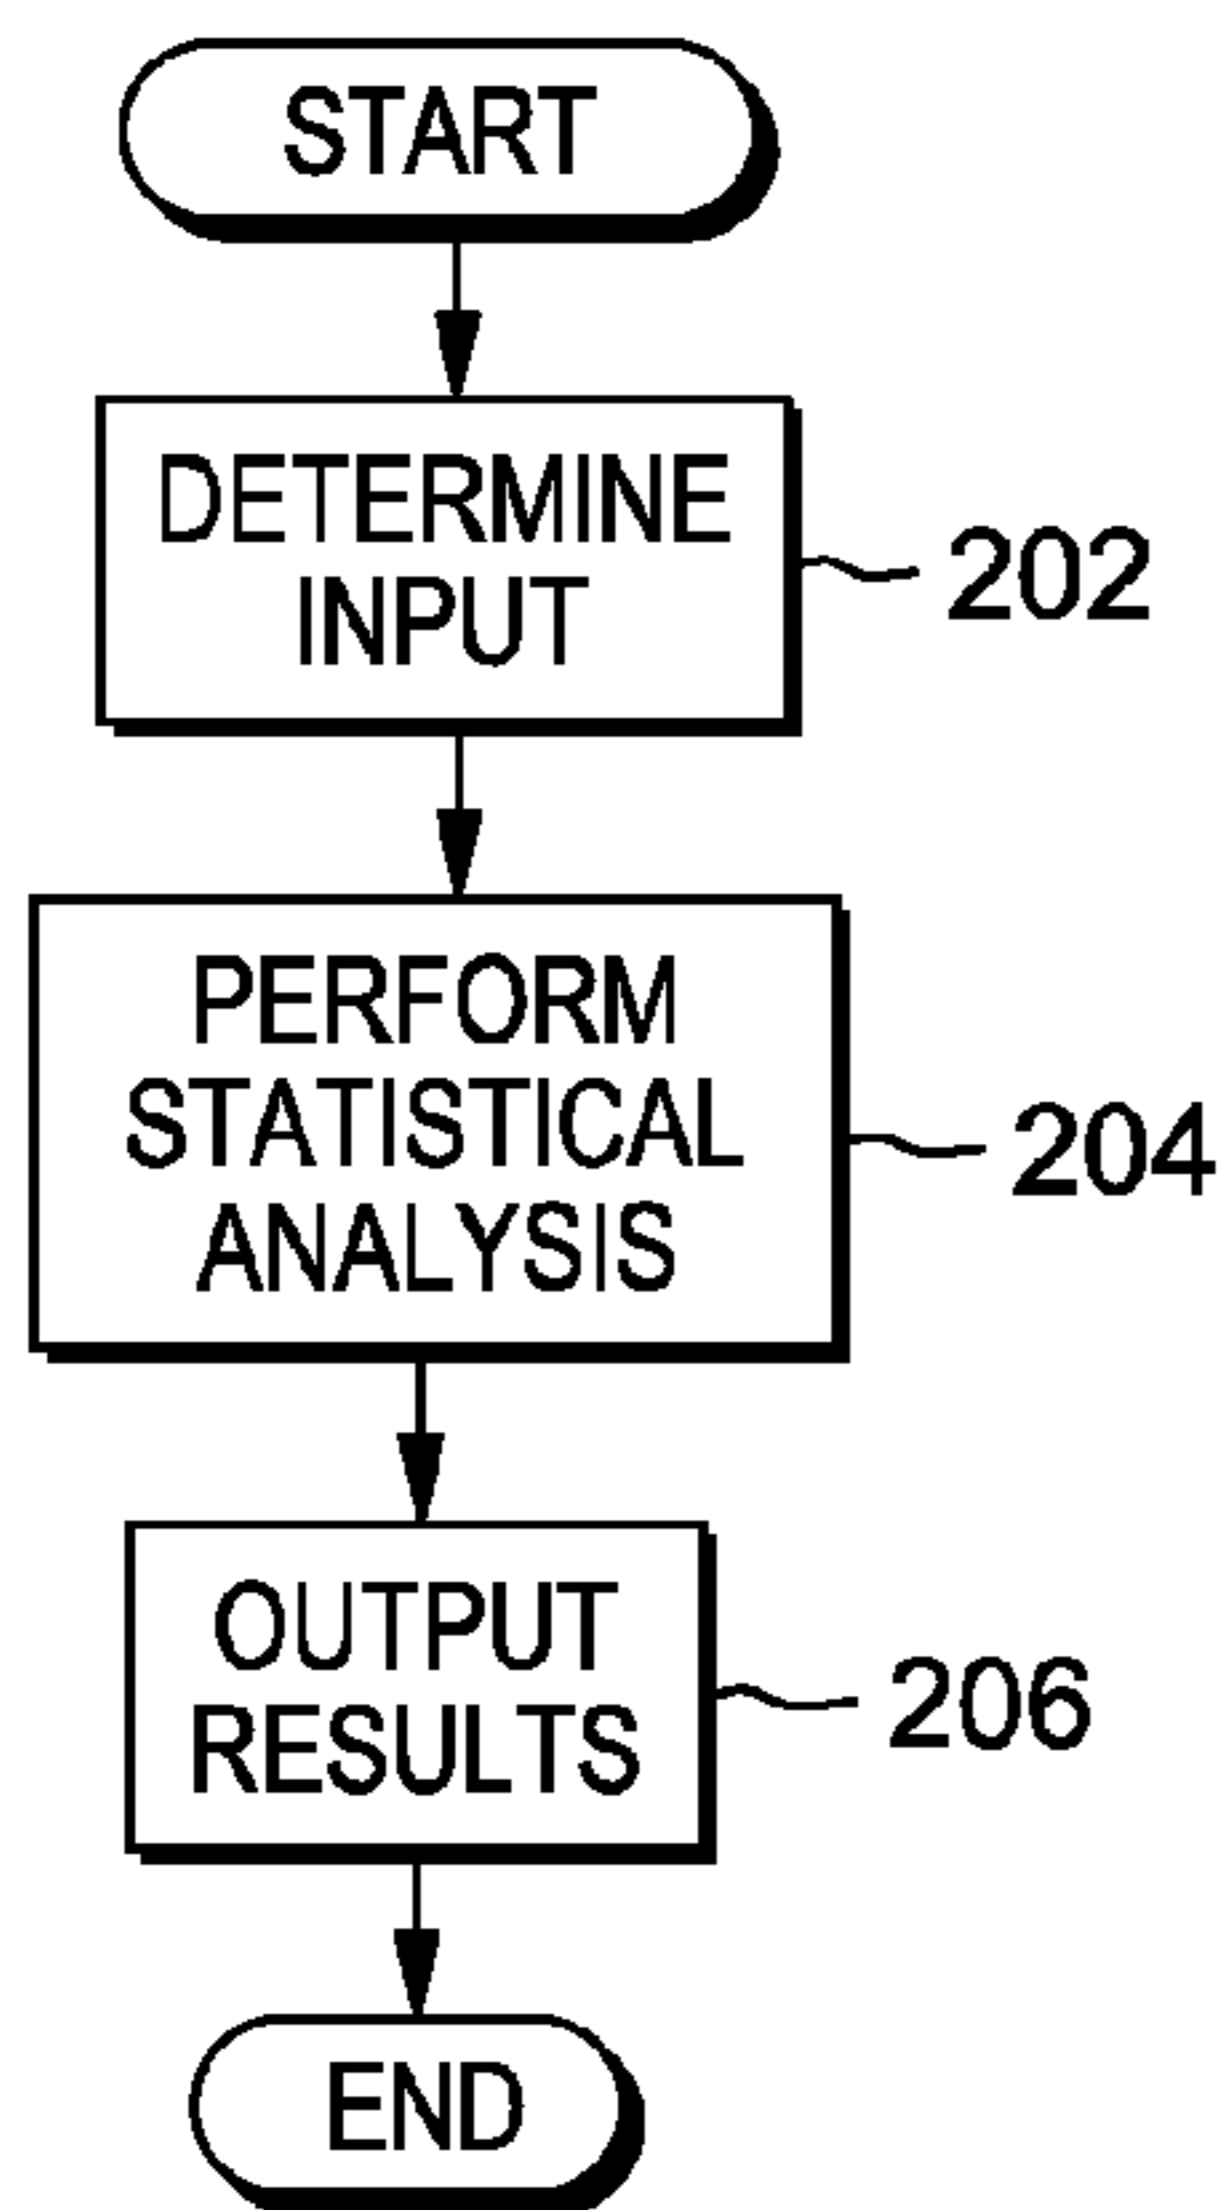 START
DETERMINE
INPUT
202
PERFORM
STATISTICAL
ANALYSIS
204
OUTPUT
RESULTS
206
END